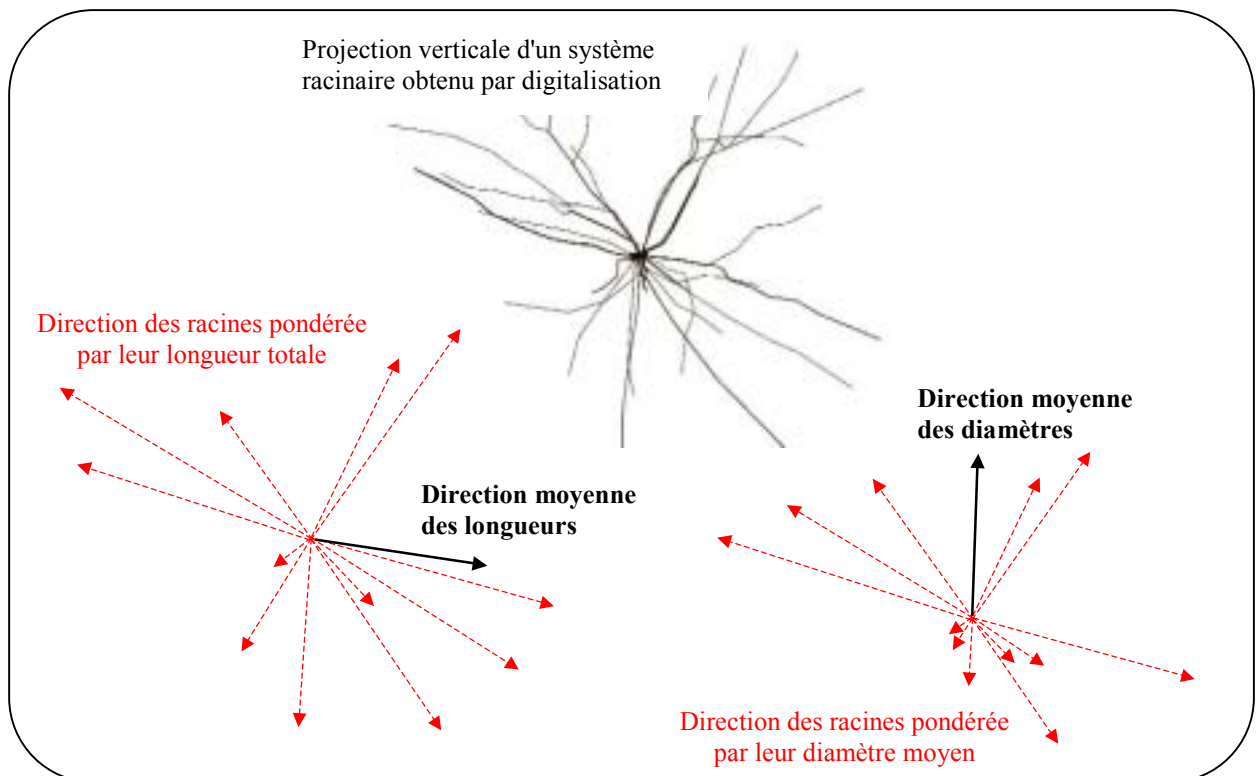 Projection verticale d'un système
racinaire obtenu par digitalisation
Direction des racines pondérée
par leur longueur totale
Direction moyenne
des longueurs
Direction moyenne
des diamètres
Direction des racines pondérée
par leur diamètre moyen